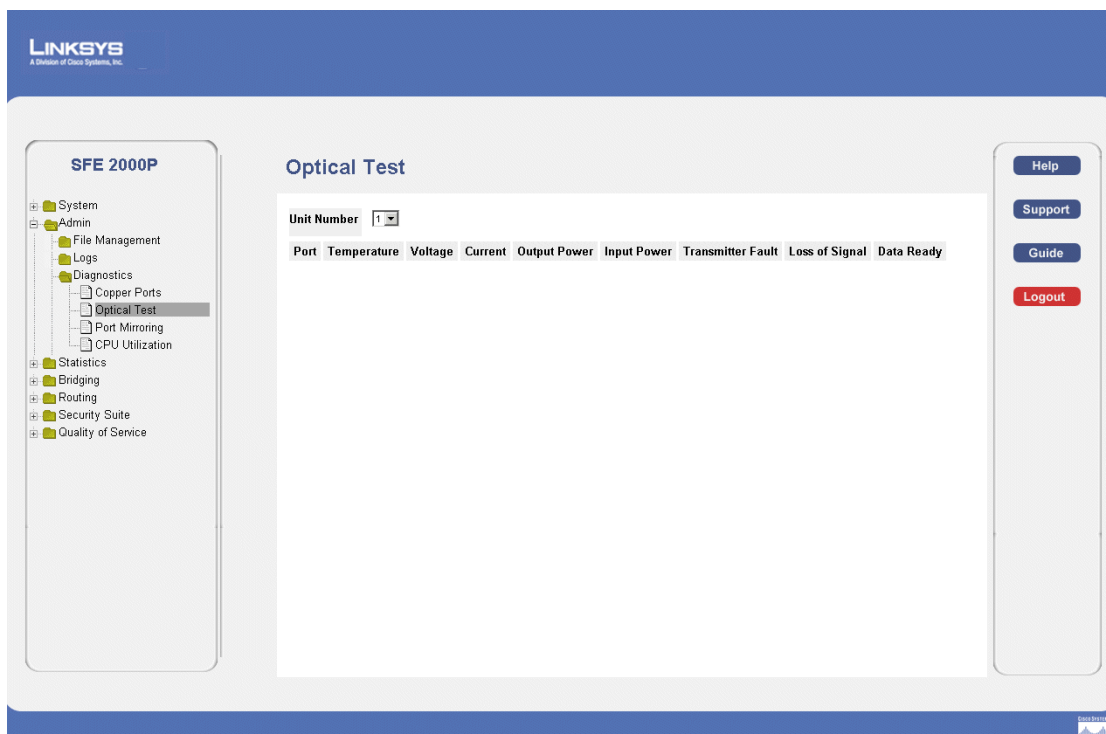 LINKSYS
A Division of Cisco Systems, Inc.
SFE 2000P
System
Admin
File Management
Logs
Diagnostics
Copper Ports
Optical Test
Port Mirroring
CPU Utilization
Statistics
Bridging
Routing
Security Suite
Quality of Service
Optical Test
Unit Number 1
Port Temperature Voltage Current Output Power Input Power Transmitter Fault Loss of Signal Data Ready
Help
Support
Guide
Logout